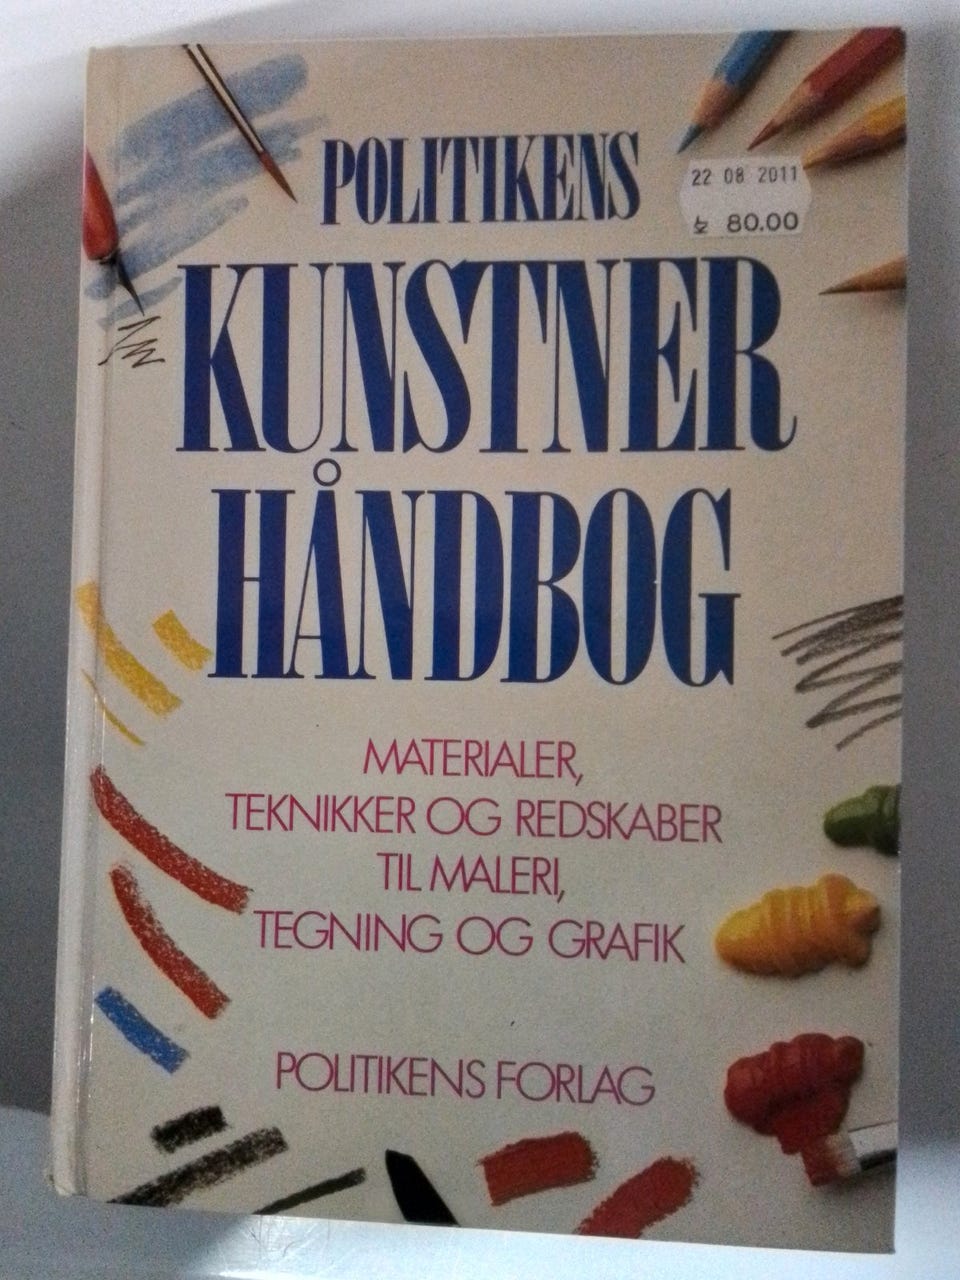 POLITIKENS
22 08 2011
kr 80.00
KUNSTNER
HÅNDBOG
MATERIALER,
TEKNIKKER OG REDSKABER
TIL MALERI,
TEGNING OG GRAFIK
POLITIKENS FORLAG